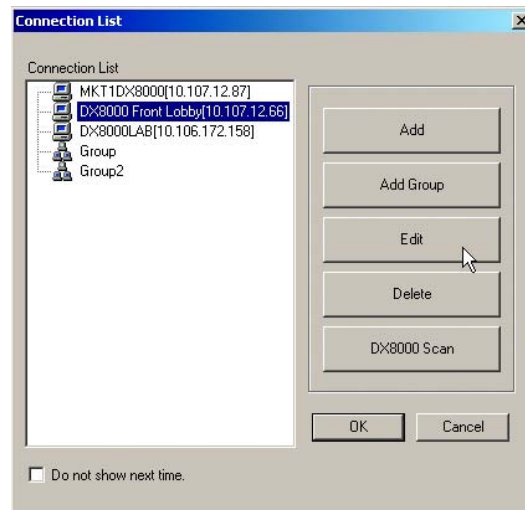 Connection List
Connection List
MKT1DX8000[10.107.12.87]
DX8000 Front Lobby[10.107.12.66]
DX8000LAB[10.106.172.158]
Group
Group2
Add
Add Group
Edit
Delete
DX8000 Scan
OK
Cancel
Do not show next time.